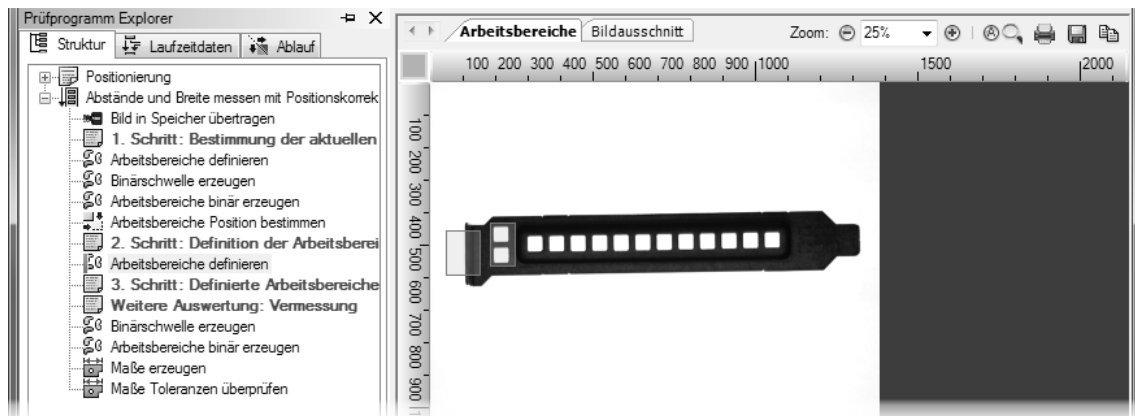 Prüfprogramm Explorer
Struktur Laufzeitdaten Ablauf
Positionierung
Abstände und Breite messen mit Positionskorrek
Bild in Speicher übertragen
1. Schritt: Bestimmung der aktuellen
Arbeitsbereiche definieren
Binärschwelle erzeugen
Arbeitsbereiche binär erzeugen
Arbeitsbereiche Position bestimmen
2. Schritt: Definition der Arbeitsberei
Arbeitsbereiche definieren
3. Schritt: Definierte Arbeitsbereiche
Weitere Auswertung: Vermessung
Binärschwelle erzeugen
Arbeitsbereiche binär erzeugen
Maße erzeugen
Maße Toleranzen überprüfen
Arbeitsbereiche Bildausschnitt Zoom: 25%
100 200 300 400 500 600 700 800 900 1000 1500 2000
100
200
300
400
500
600
700
800
900